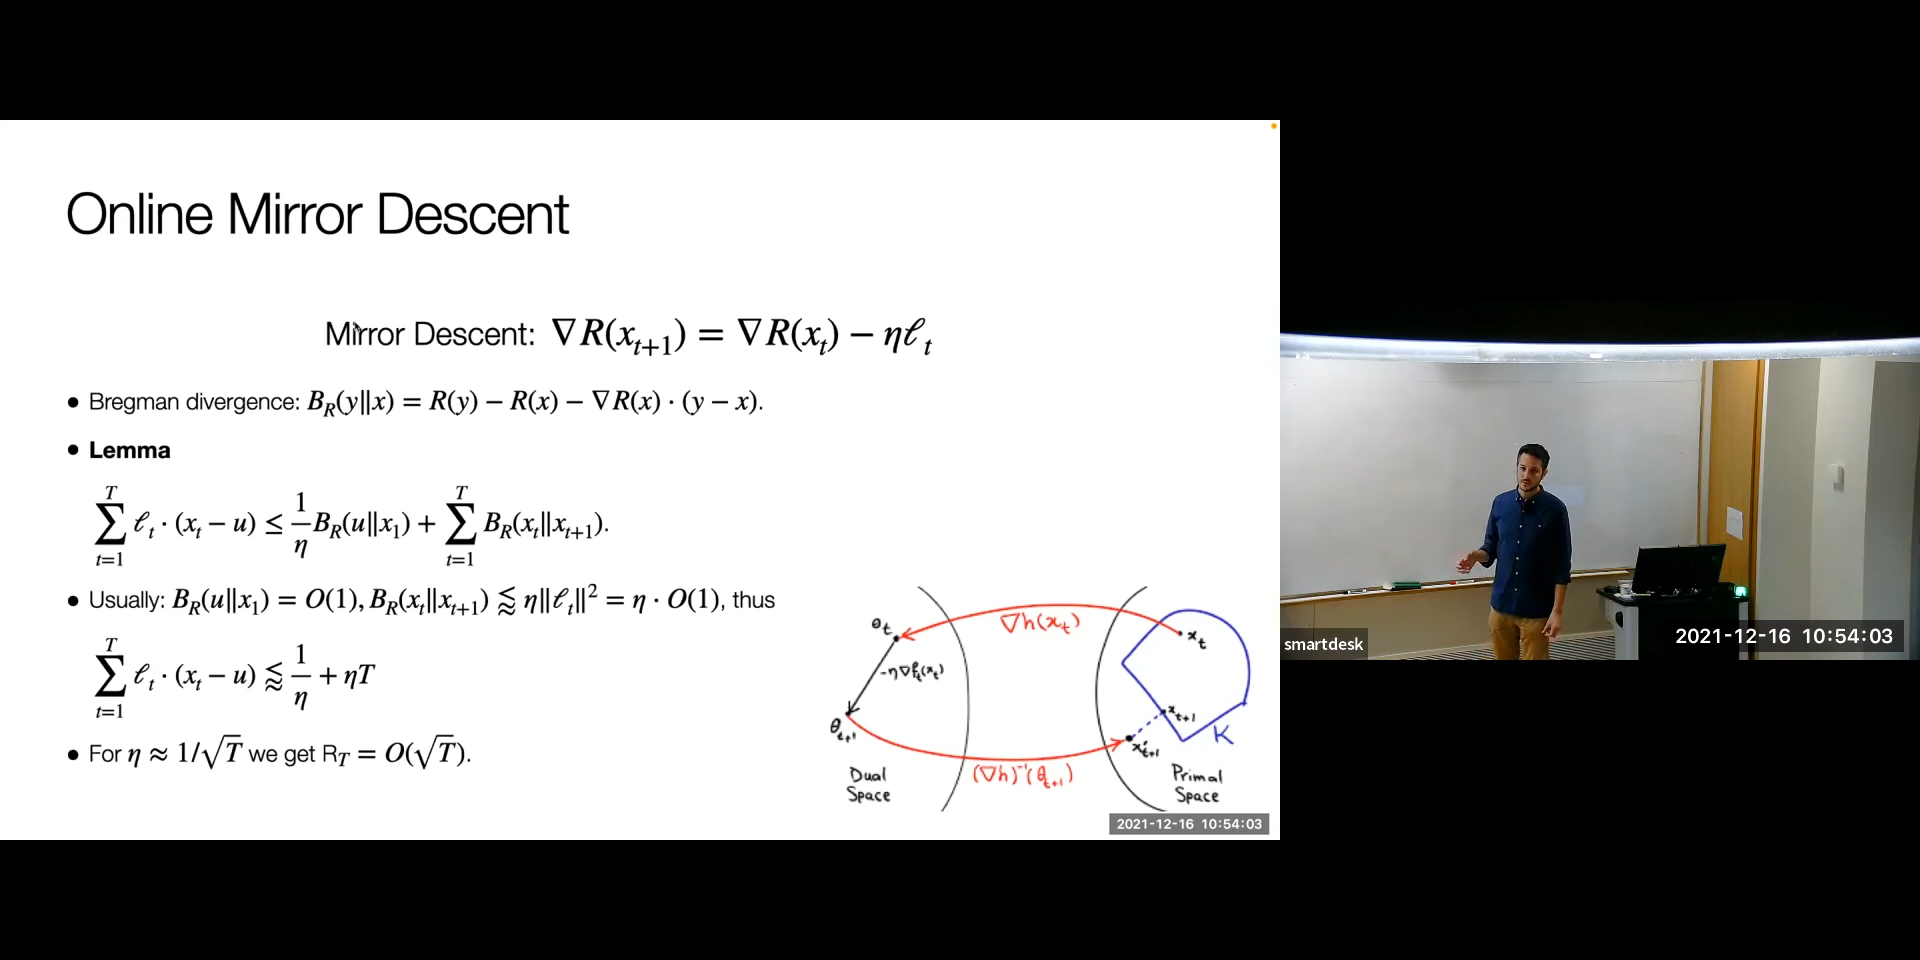 Online Mirror Descent
Mirror Descent: ∇R(x_{t+1}) = ∇R(x_t) − ηℓ_t
• Bregman divergence: B_R(y||x) = R(y) − R(x) − ∇R(x) · (y − x).
• Lemma
∑_{t=1}^{T} ℓ_t · (x_t − u) ≤ \frac{1}{η} B_R(u||x_1) + ∑_{t=1}^{T} B_R(x_t||x_{t+1}).
• Usually: B_R(u||x_1) = O(1), B_R(x_t||x_{t+1}) ⪅ η||ℓ_t||² = η · O(1), thus
∑_{t=1}^{T} ℓ_t · (x_t − u) ⪅ \frac{1}{η} + ηT
• For η ≈ 1/√T we get R_T = O(√T).
θ_t
∇h(x_t)
x_t
−η∇f_t(x_t)
θ_{t+1}
x_{t+1}
K
x'_{t+1}
(∇h)^{-1}(θ_{t+1})
Dual
Space
Primal
Space
2021-12-16 10:54:03
smartdesk
2021-12-16 10:54:03